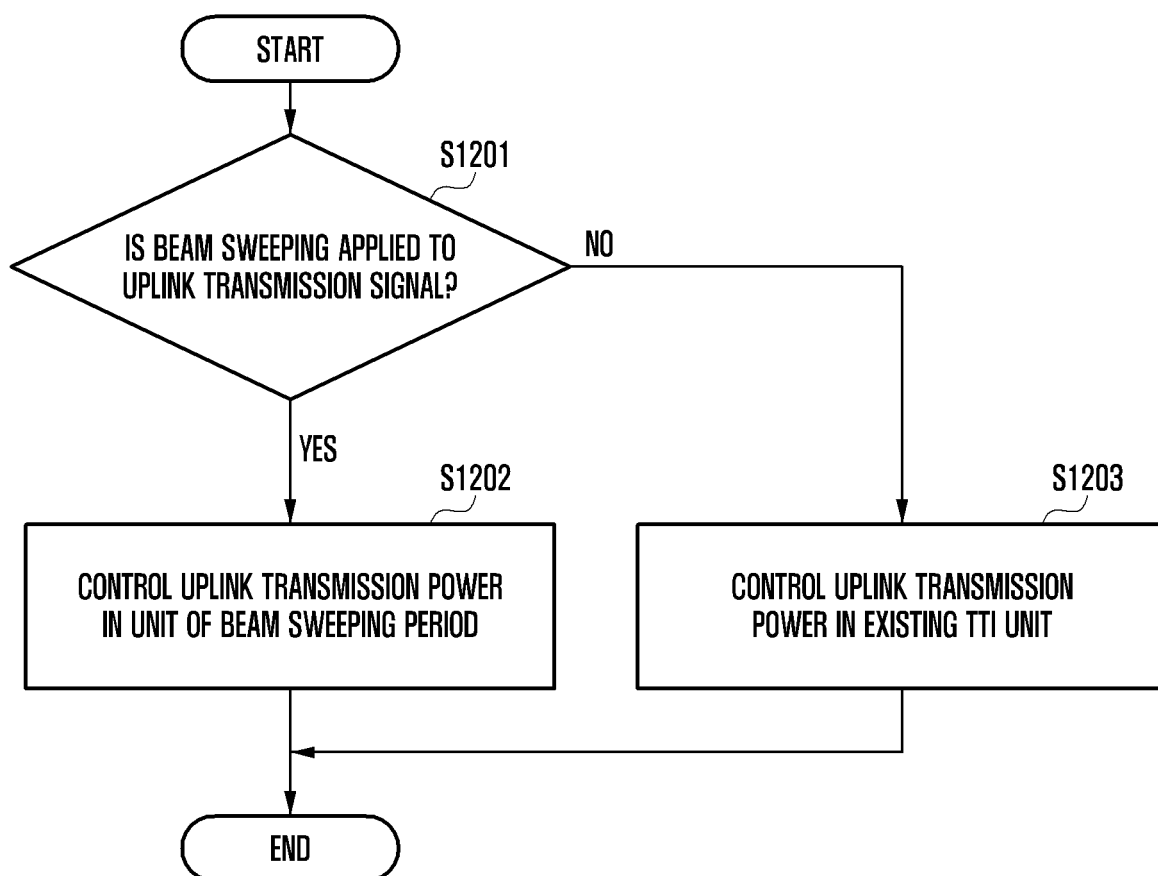 START
S1201
IS BEAM SWEEPING APPLIED TO
UPLINK TRANSMISSION SIGNAL?
NO
YES
S1202
CONTROL UPLINK TRANSMISSION POWER
IN UNIT OF BEAM SWEEPING PERIOD
S1203
CONTROL UPLINK TRANSMISSION
POWER IN EXISTING TTI UNIT
END